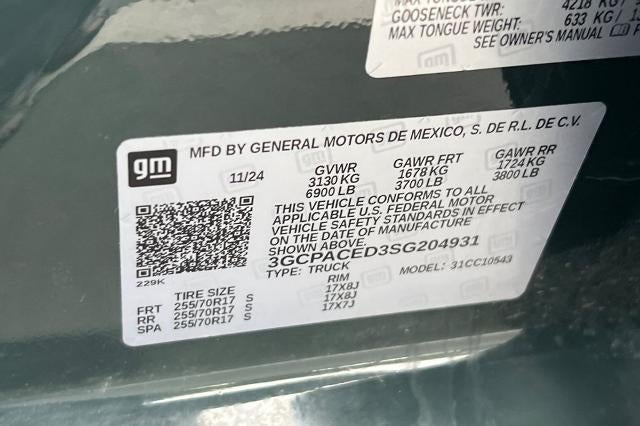 4218 KG /
GOOSENECK TWR:
633 KG /
MAX TONGUE WEIGHT:
SEE OWNER'S MANUAL
gm
MFD BY GENERAL MOTORS DE MEXICO, S. DE R.L. DE C.V.
11/24 GVWR GAWR FRT GAWR RR
3130 KG 1678 KG 1724 KG
6900 LB 3700 LB 3800 LB
THIS VEHICLE CONFORMS TO ALL
APPLICABLE U.S. FEDERAL MOTOR
VEHICLE SAFETY STANDARDS IN EFFECT
ON THE DATE OF MANUFACTURE
SHOWN ABOVE.
3GCPACED3SG204931
TYPE: TRUCK MODEL: 31CC10543
229K
TIRE SIZE RIM
FRT 255/70R17 S 17X8J
RR 255/70R17 S 17X8J
SPA 255/70R17 S 17X7J